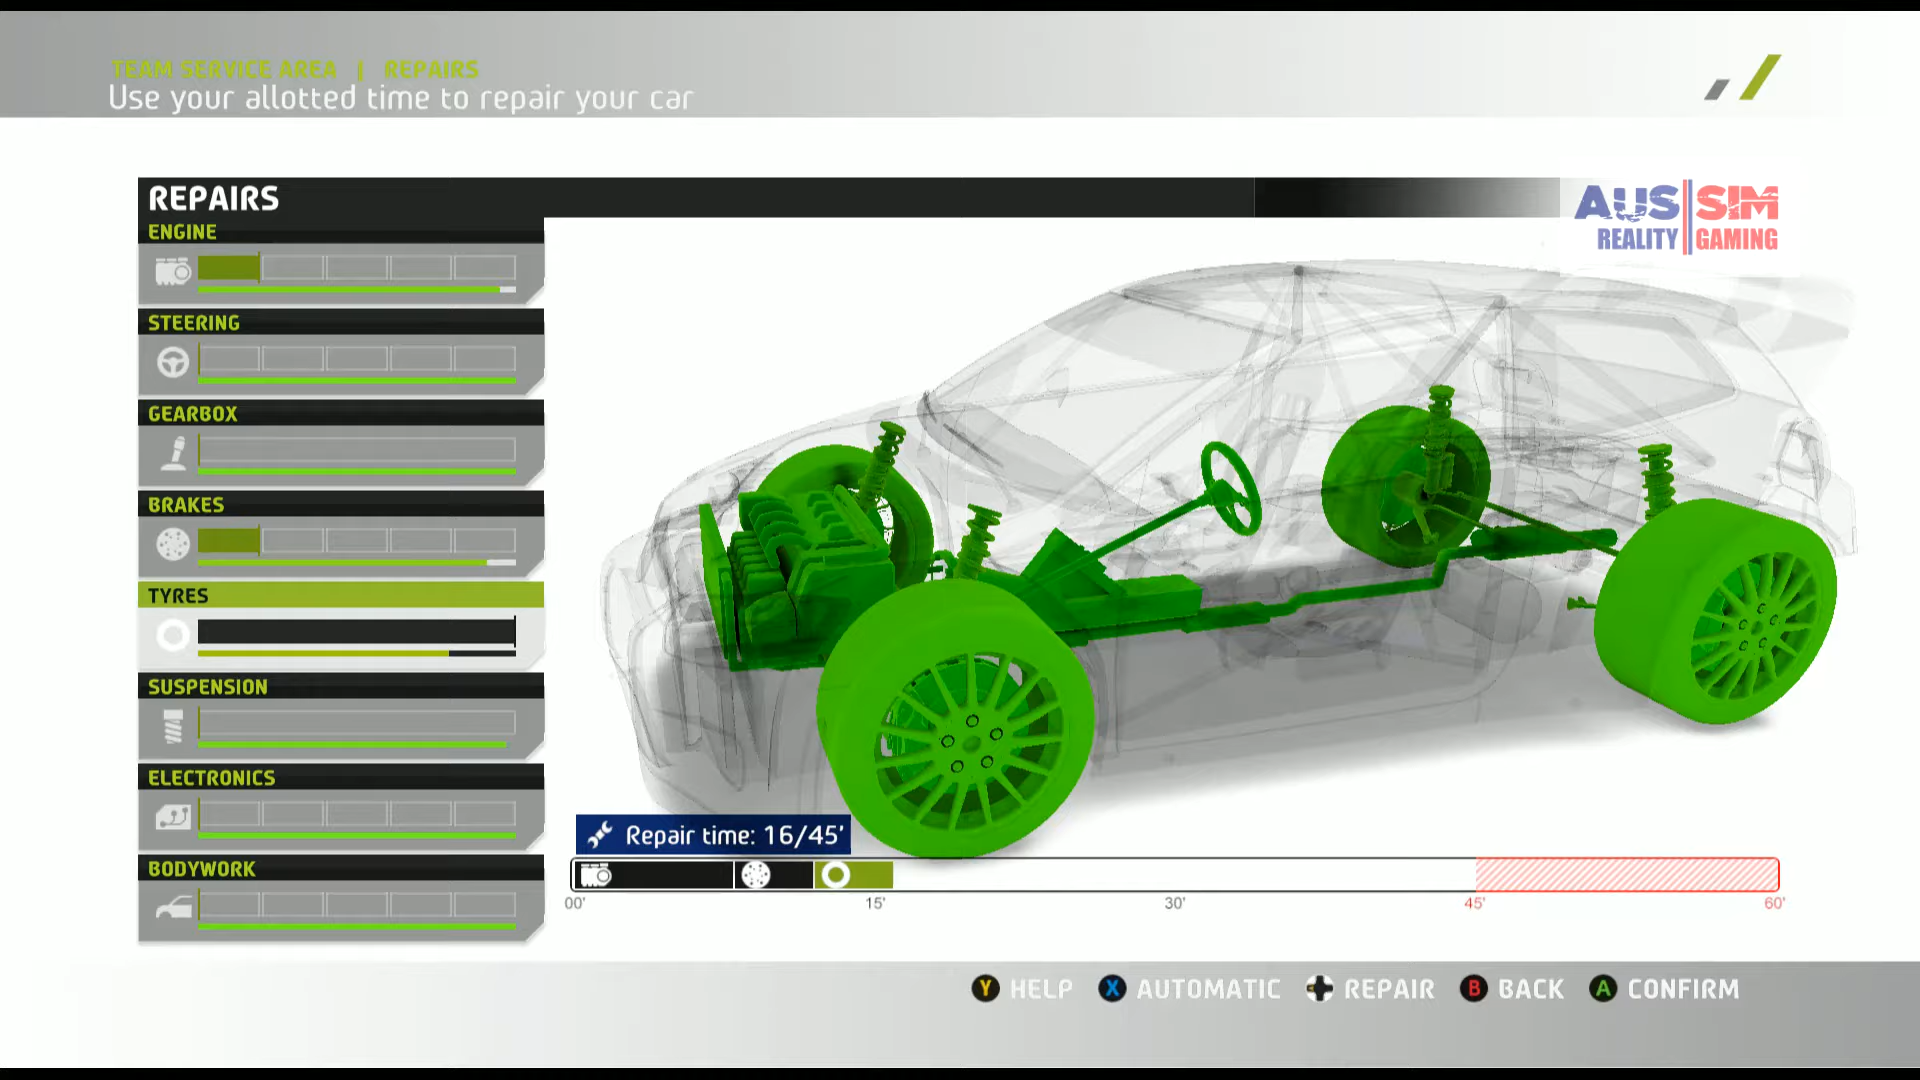 TEAM SERVICE AREA | REPAIRS
Use your allotted time to repair your car
REPAIRS
AUS SIM
REALITY GAMING
ENGINE
STEERING
GEARBOX
BRAKES
TYRES
SUSPENSION
ELECTRONICS
BODYWORK
Repair time: 16/45'
00' 15' 30' 45' 60'
Y HELP X AUTOMATIC REPAIR B BACK A CONFIRM